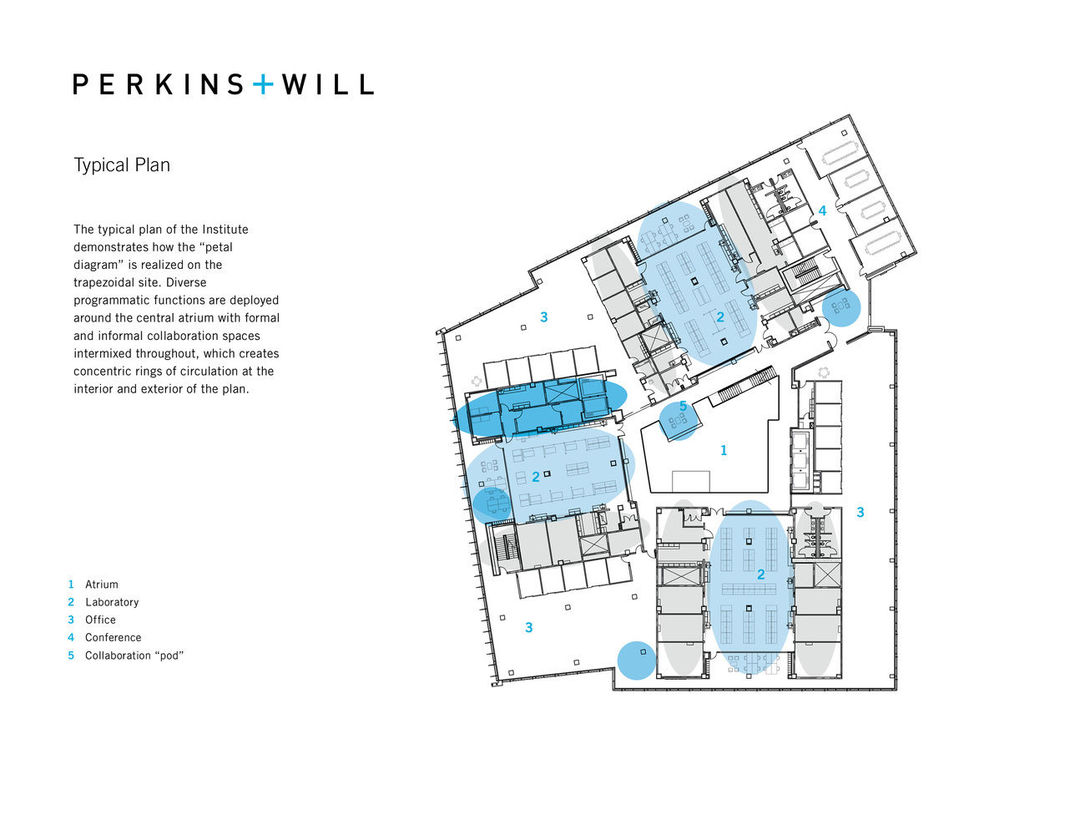 PERKINS+WILL
Typical Plan
The typical plan of the Institute
demonstrates how the “petal
diagram” is realized on the
trapezoidal site. Diverse
programmatic functions are deployed
around the central atrium with formal
and informal collaboration spaces
intermixed throughout, which creates
concentric rings of circulation at the
interior and exterior of the plan.
1 Atrium
2 Laboratory
3 Office
4 Conference
5 Collaboration “pod”
4
3
2
5
1
2
3
2
3